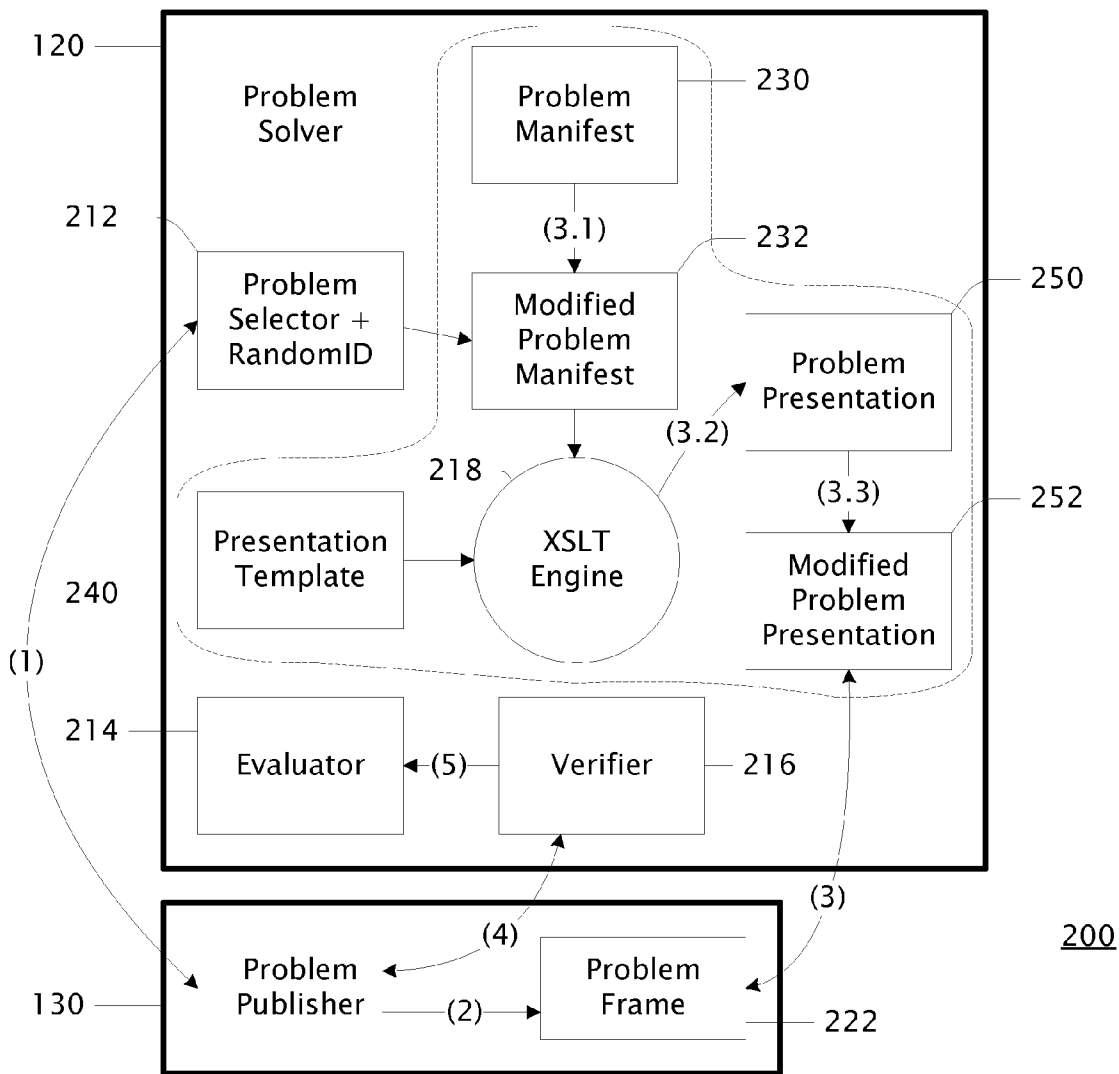 120
Problem
Solver
Problem
Manifest
230
212
(3.1)
232
Problem
Selector +
RandomID
Modified
Problem
Manifest
250
Problem
Presentation
(3.2)
218
(3.3)
252
Presentation
Template
XSLT
Engine
Modified
Problem
Presentation
240
(1)
214
Evaluator
(5)
Verifier
216
(3)
(4)
200
Problem
Publisher
Problem
Frame
130
(2)
222